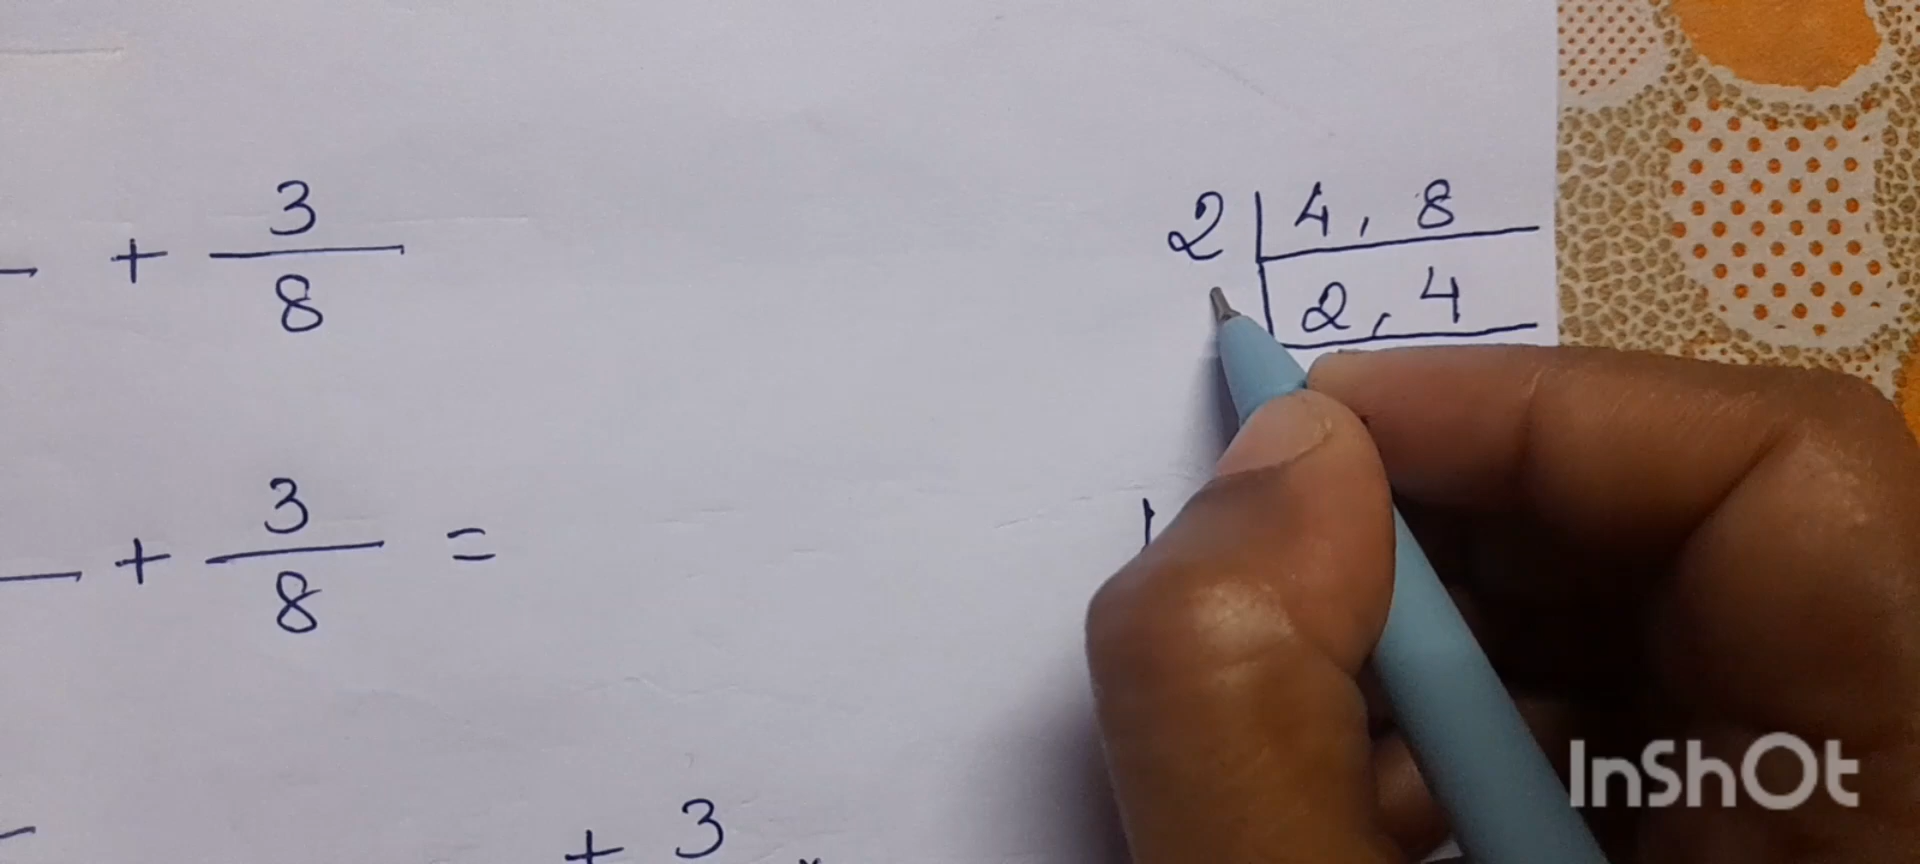 + 3/8
2 | 4, 8
2, 4
+ 3/8 =
+ 3
InShOt